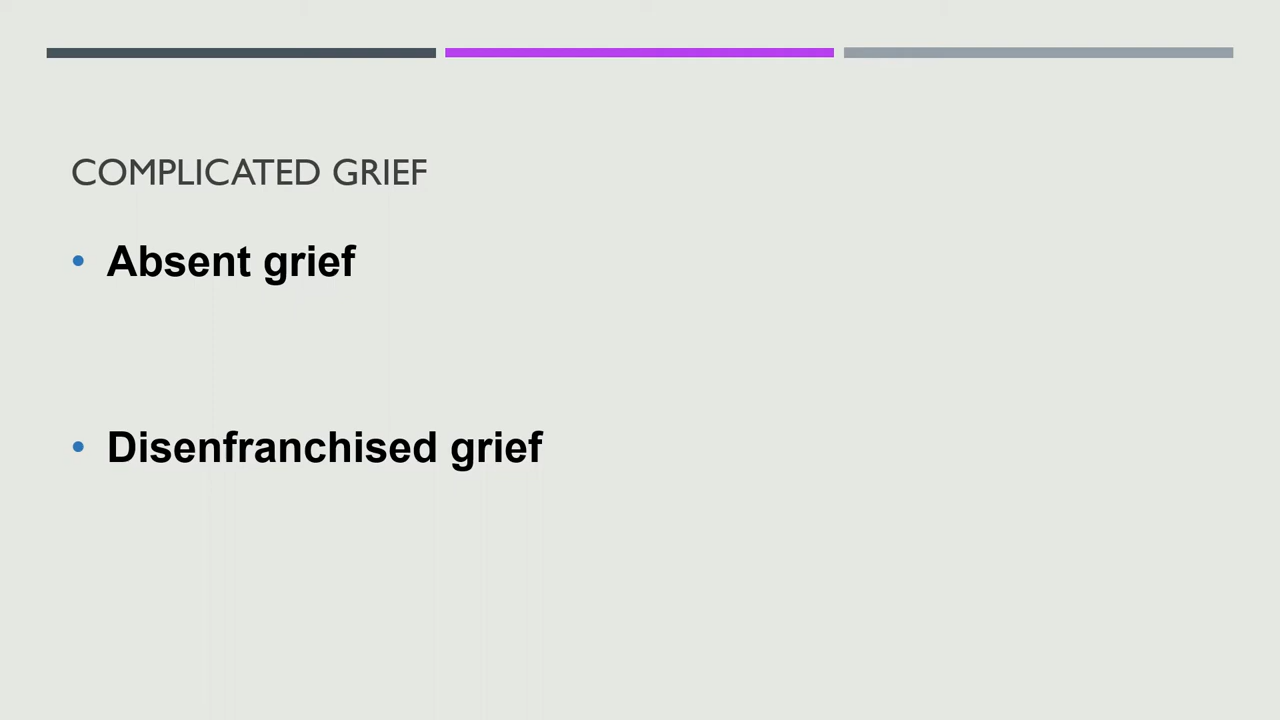 COMPLICATED GRIEF
• Absent grief
• Disenfranchised grief